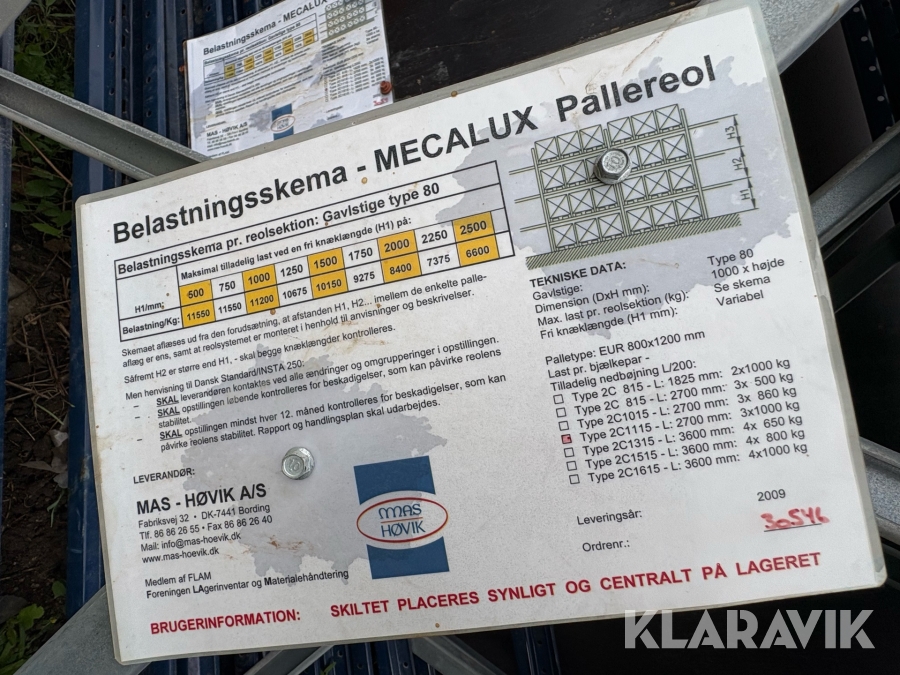 Belastningsskema - MECALUX
MAS - HØVIK A/S
Belastningsskema - MECALUX Pallereol
Belastningsskema pr. reolsektion: Gavlstige type 80
Maksimal tilladelig last ved en fri knæklængde (H1) på:
H1/mm: 500 750 1000 1250 1500 1750 2000 2250 2500
Belastning/Kg: 11550 11550 11200 10675 10150 9275 8400 7375 6600
Skemaet aflæses ud fra den forudsætning, at afstanden H1, H2... imellem de enkelte palle-
aflæg er ens, samt at reolsystemet er monteret i henhold til anvisninger og beskrivelser.
Såfremt H2 er større end H1, - skal begge knæklængder kontrolleres.
Men henvisning til Dansk Standard/INSTA 250:
- SKAL leverandøren kontaktes ved alle ændringer og omgrupperinger i opstillingen.
- SKAL opstillingen løbende kontrolleres for beskadigelser, som kan påvirke reolens
stabilitet.
- SKAL opstillingen mindst hver 12. måned kontrolleres for beskadigelser, som kan
påvirke reolens stabilitet. Rapport og handlingsplan skal udarbejdes.
LEVERANDØR:
MAS - HØVIK A/S
Fabriksvej 32 • DK-7441 Bording
Tlf. 86 86 26 55 • Fax 86 86 26 40
Mail: info@mas-hoevik.dk
www.mas-hoevik.dk
Medlem af FLAM
Foreningen LAgerinventar og Materialehåndtering
MAS
HØVIK
H3
H2
H1
TEKNISKE DATA:
Gavlstige: Type 80
Dimension (DxH mm): 1000 x højde
Max. last pr. reolsektion (kg): Se skema
Fri knæklængde (H1 mm): Variabel
Palletype: EUR 800x1200 mm
Last pr. bjælkepar -
Tilladelig nedbøjning L/200:
Type 2C 815 - L: 1825 mm: 2x1000 kg
Type 2C 815 - L: 2700 mm: 3x 500 kg
Type 2C1015 - L: 2700 mm: 3x 860 kg
Type 2C1115 - L: 2700 mm: 3x1000 kg
Type 2C1315 - L: 3600 mm: 4x 650 kg
Type 2C1515 - L: 3600 mm: 4x 800 kg
Type 2C1615 - L: 3600 mm: 4x1000 kg
Leveringsår: 2009
Ordrenr.: 30546
BRUGERINFORMATION: SKILTET PLACERES SYNLIGT OG CENTRALT PÅ LAGERET
KLARAVIK